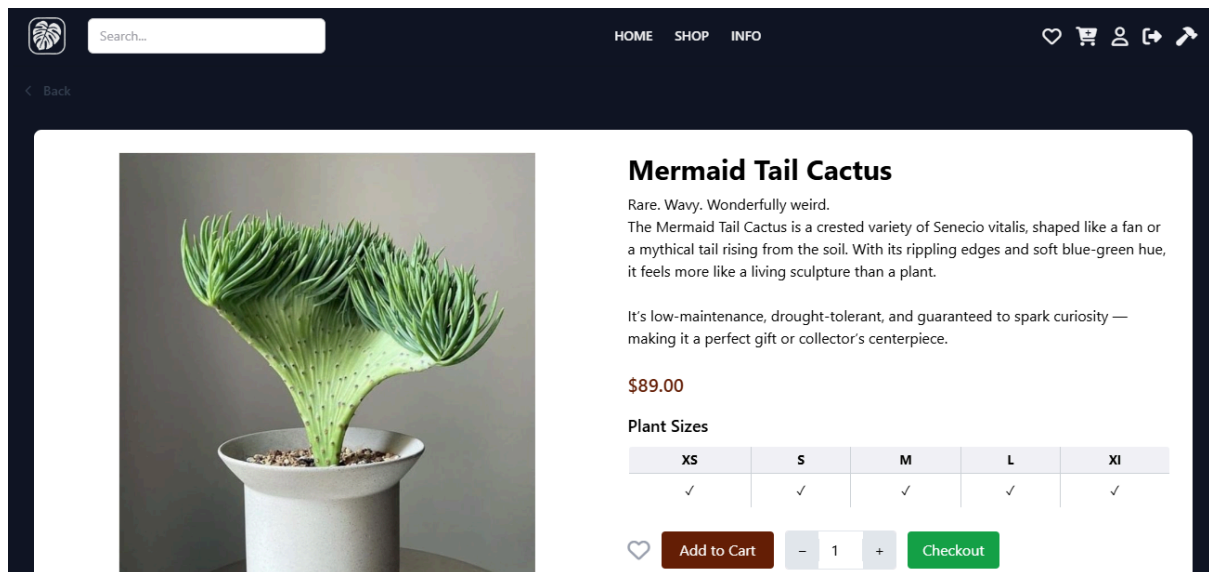 Search...
HOME SHOP INFO
Back
Mermaid Tail Cactus
Rare. Wavy. Wonderfully weird.
The Mermaid Tail Cactus is a crested variety of Senecio vitalis, shaped like a fan or
a mythical tail rising from the soil. With its rippling edges and soft blue-green hue,
it feels more like a living sculpture than a plant.
It’s low-maintenance, drought-tolerant, and guaranteed to spark curiosity —
making it a perfect gift or collector’s centerpiece.
$89.00
Plant Sizes
XS S M L Xl
✓ ✓ ✓ ✓ ✓
Add to Cart − 1 + Checkout